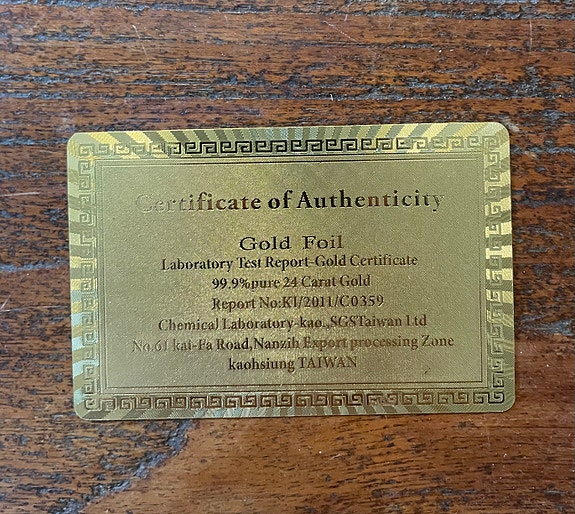 Certificate of Authenticity
Gold Foil
Laboratory Test Report-Gold Certificate
99.9%pure 24 Carat Gold
Report No:KI/2011/C0359
Chemical Laboratory-kao.,SGSTaiwan Ltd
No.61 kai-Fa Road,Nanzih Export processing Zone
kaohsiung TAIWAN